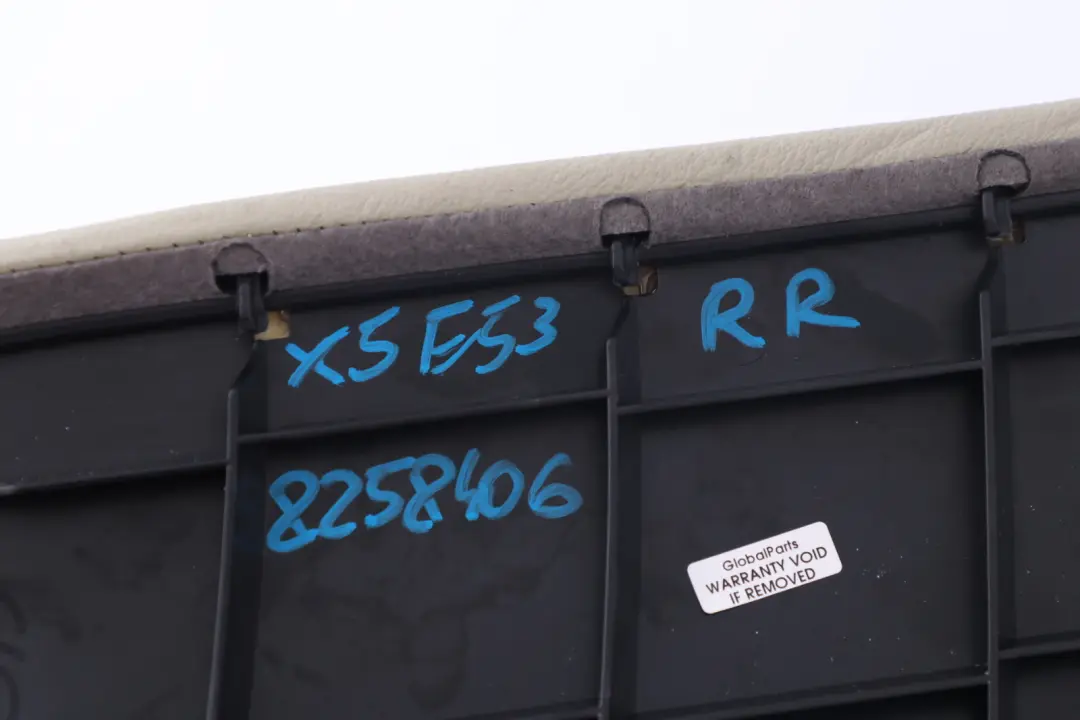 X5 E53 RR
8258406
GlobalParts
WARRANTY VOID
IF REMOVED